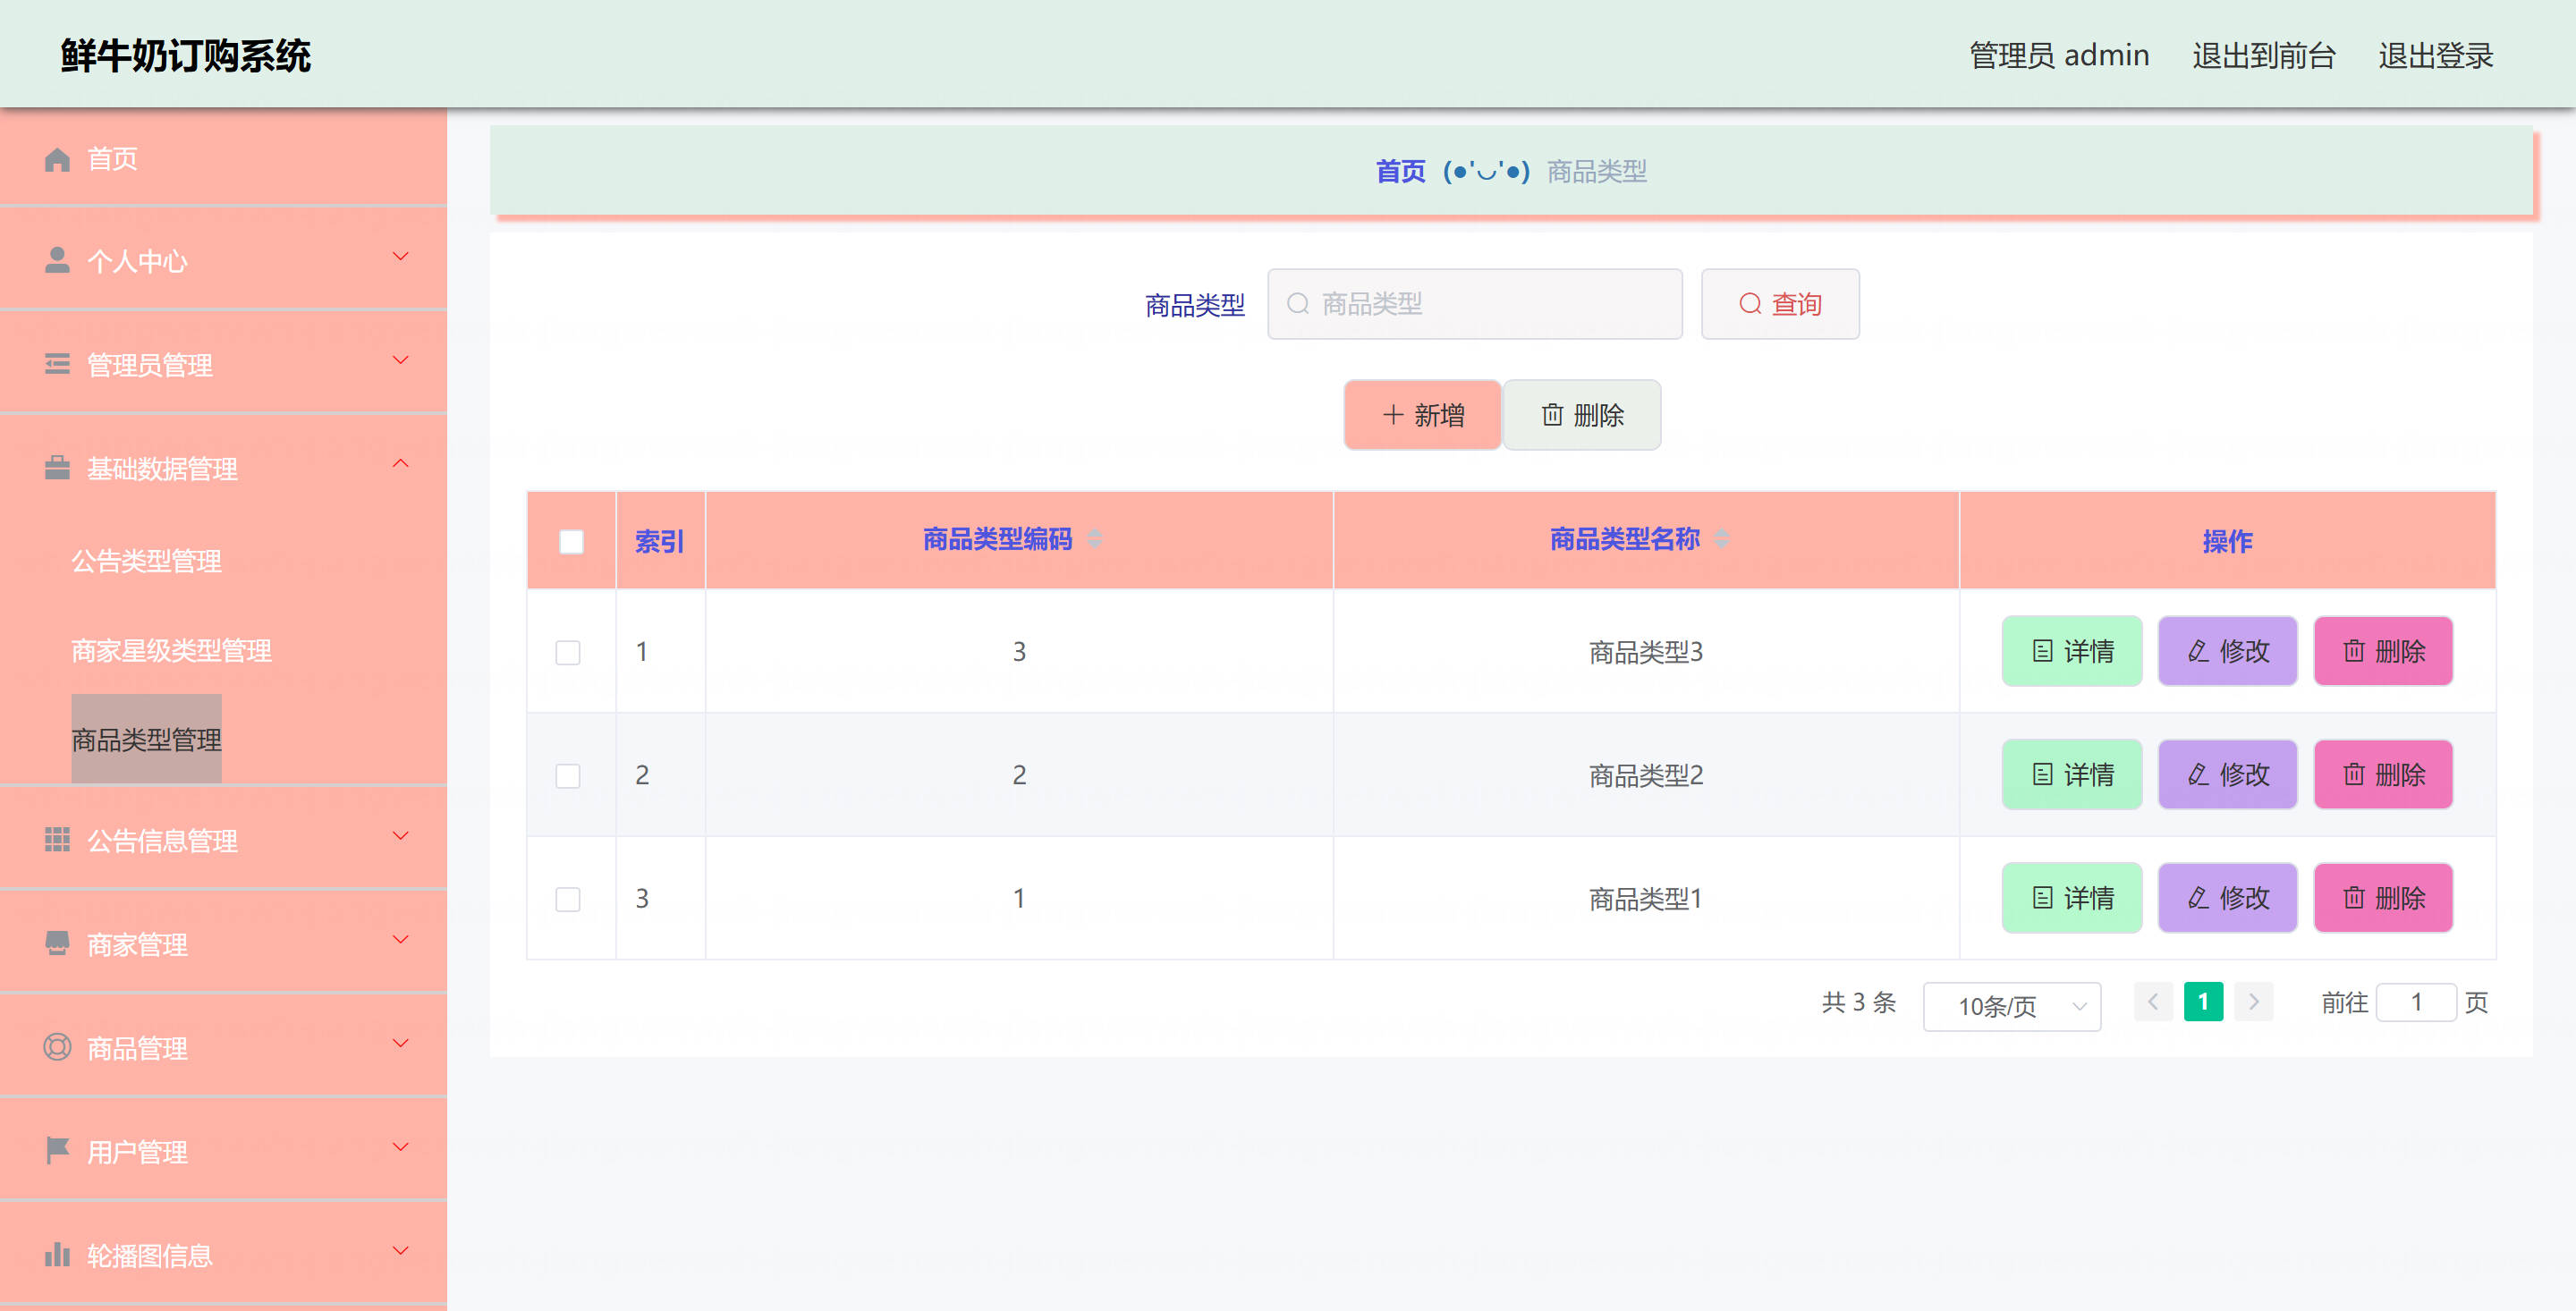 鲜牛奶订购系统
管理员 admin 退出到前台 退出登录
首页
个人中心
管理员管理
基础数据管理
公告类型管理
商家星级类型管理
商品类型管理
公告信息管理
商家管理
商品管理
用户管理
轮播图信息
首页 (●'◡'●) 商品类型
商品类型 商品类型 查询
新增 删除
索引 商品类型编码 商品类型名称 操作
1 3 商品类型3 详情 修改 删除
2 2 商品类型2 详情 修改 删除
3 1 商品类型1 详情 修改 删除
共 3 条 10条/页 1 前往 1 页